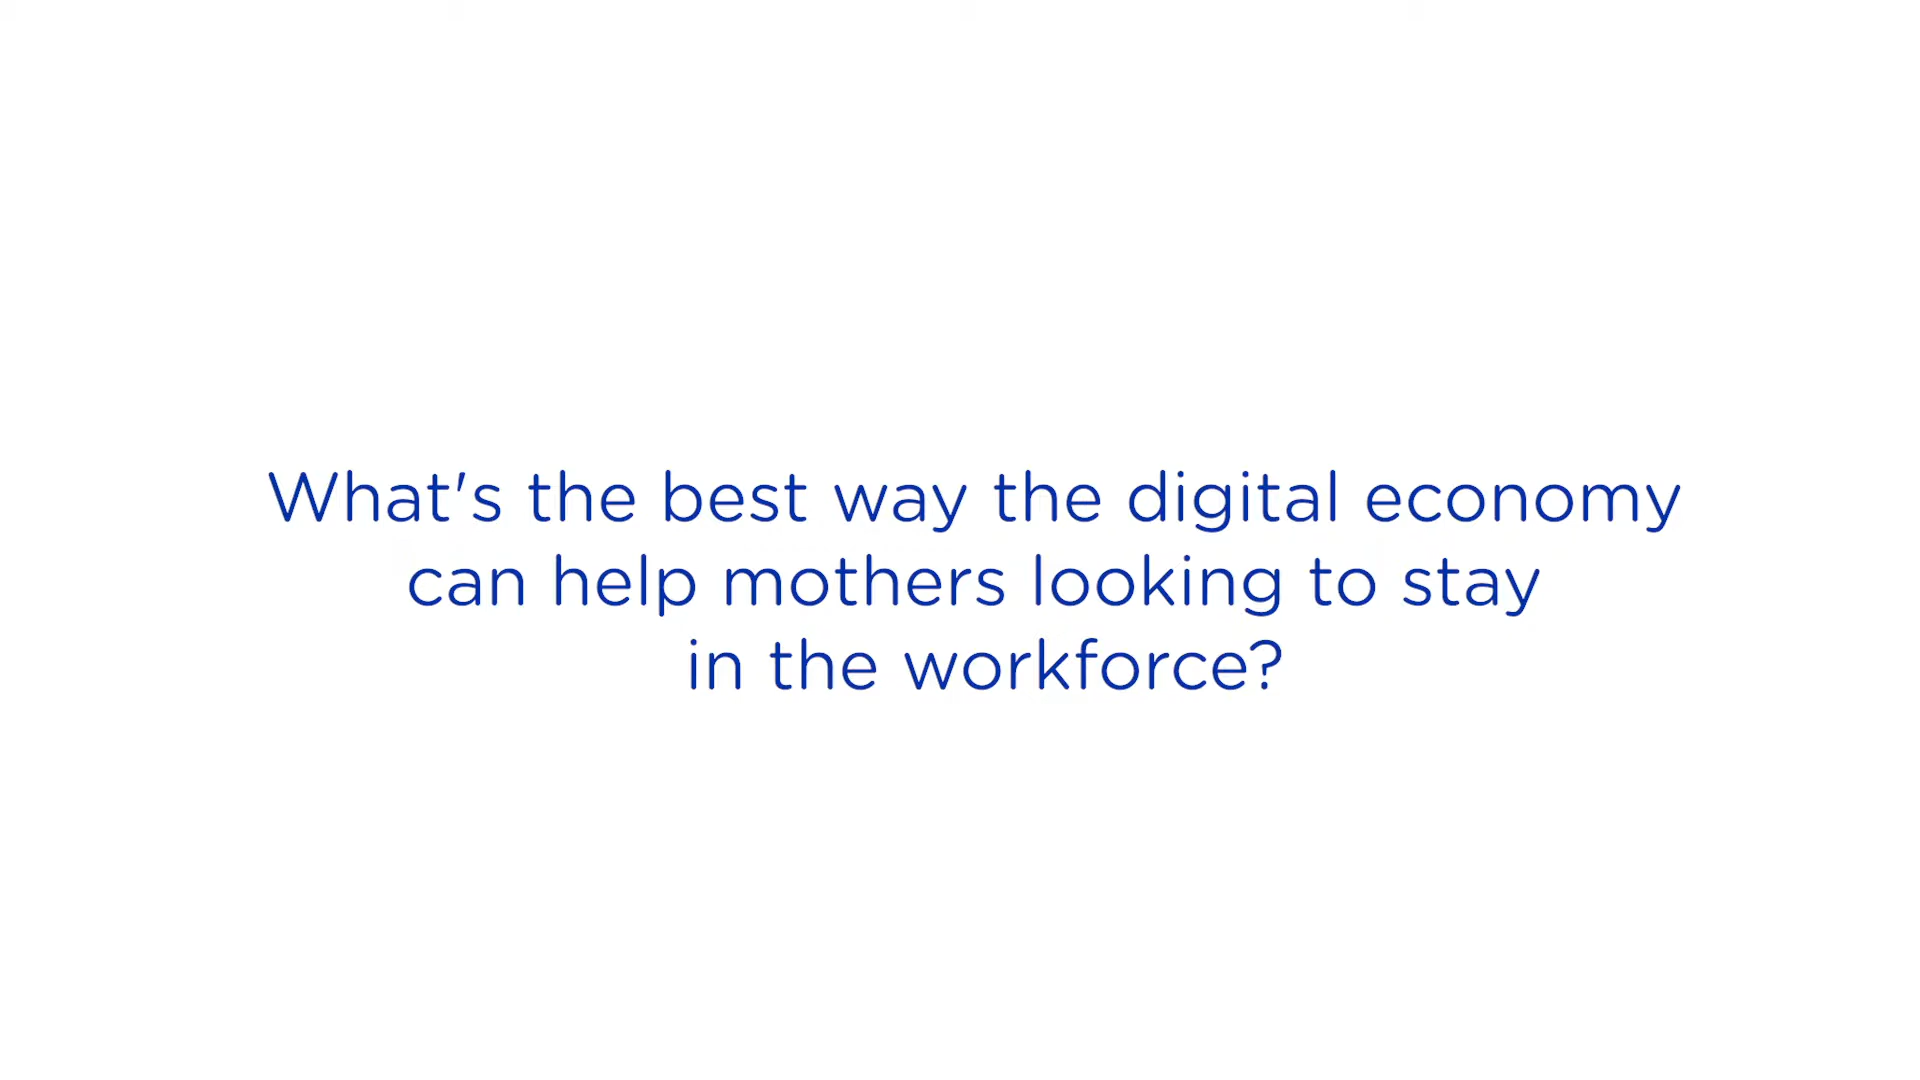 What's the best way the digital economy
can help mothers looking to stay
in the workforce?